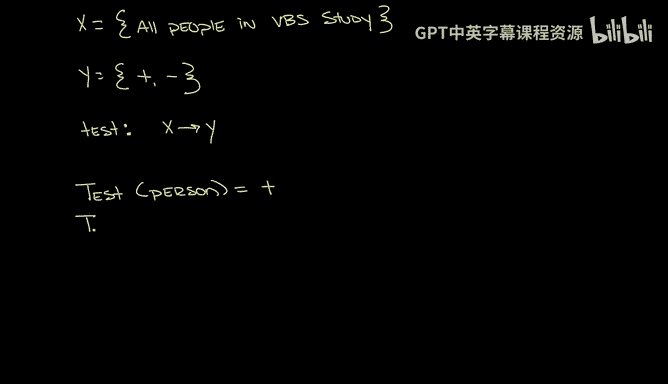 X = { All people in VBS Study }
GPT中英字幕课程资源 bilibili
Y = { +, - }
test: X → Y
Test (person) = +
T.